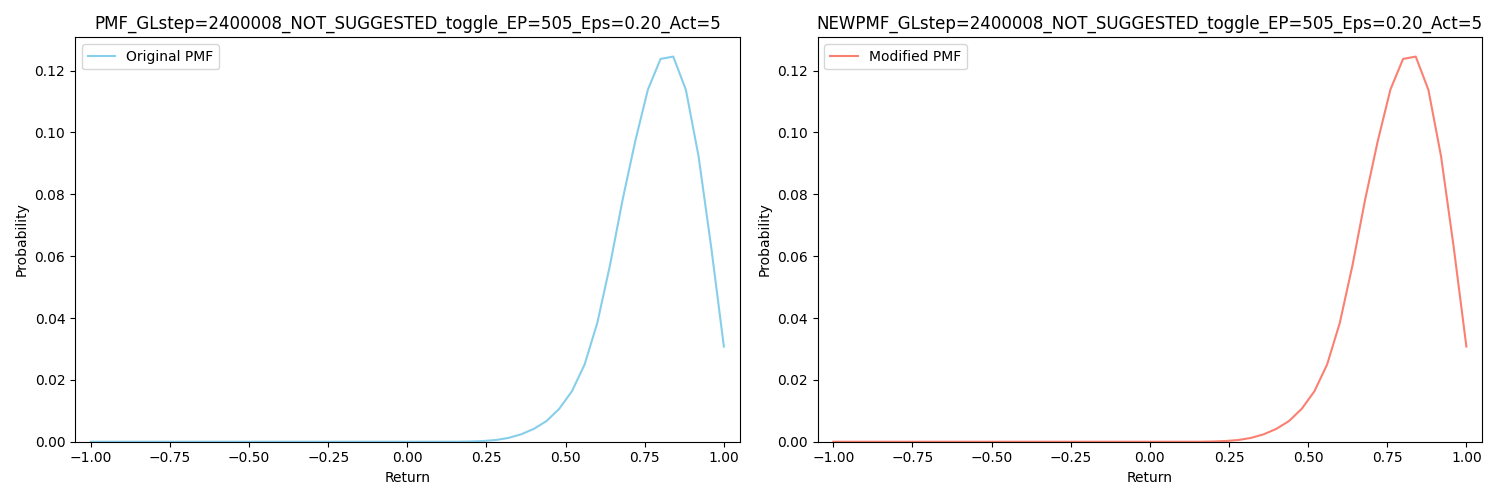 PMF_GLstep=2400008_NOT_SUGGESTED_toggle_EP=505_Eps=0.20_Act=5
Original PMF
Probability
0.12
0.10
0.08
0.06
0.04
0.02
0.00
−1.00 −0.75 −0.50 −0.25 0.00 0.25 0.50 0.75 1.00
Return
NEWPMF_GLstep=2400008_NOT_SUGGESTED_toggle_EP=505_Eps=0.20_Act=5
Modified PMF
Probability
0.12
0.10
0.08
0.06
0.04
0.02
0.00
−1.00 −0.75 −0.50 −0.25 0.00 0.25 0.50 0.75 1.00
Return